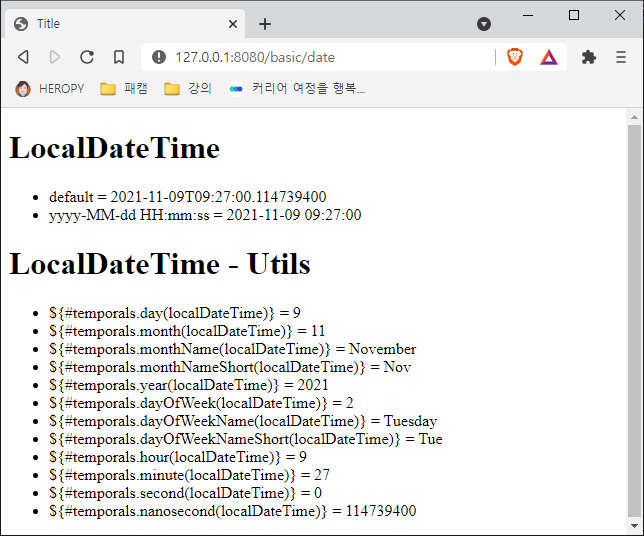 Title
127.0.0.1:8080/basic/date
HEROPY 패캠 강의 커리어 여정을 행복...
LocalDateTime
default = 2021-11-09T09:27:00.114739400
yyyy-MM-dd HH:mm:ss = 2021-11-09 09:27:00
LocalDateTime - Utils
${#temporals.day(localDateTime)} = 9
${#temporals.month(localDateTime)} = 11
${#temporals.monthName(localDateTime)} = November
${#temporals.monthNameShort(localDateTime)} = Nov
${#temporals.year(localDateTime)} = 2021
${#temporals.dayOfWeek(localDateTime)} = 2
${#temporals.dayOfWeekName(localDateTime)} = Tuesday
${#temporals.dayOfWeekNameShort(localDateTime)} = Tue
${#temporals.hour(localDateTime)} = 9
${#temporals.minute(localDateTime)} = 27
${#temporals.second(localDateTime)} = 0
${#temporals.nanosecond(localDateTime)} = 114739400